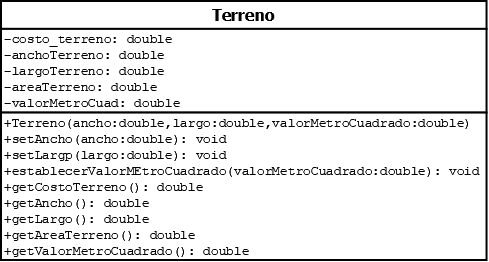 Terreno
-costo_terreno: double
-anchoTerreno: double
-largoTerreno: double
-areaTerreno: double
-valorMetroCuad: double
+Terreno(ancho:double,largo:double,valorMetroCuadrado:double)
+setAncho(ancho:double): void
+setLargp(largo:double): void
+establecerValorMEtroCuadrado(valorMetroCuadrado:double): void
+getCostoTerreno(): double
+getAncho(): double
+getLargo(): double
+getAreaTerreno(): double
+getValorMetroCuadrado(): double